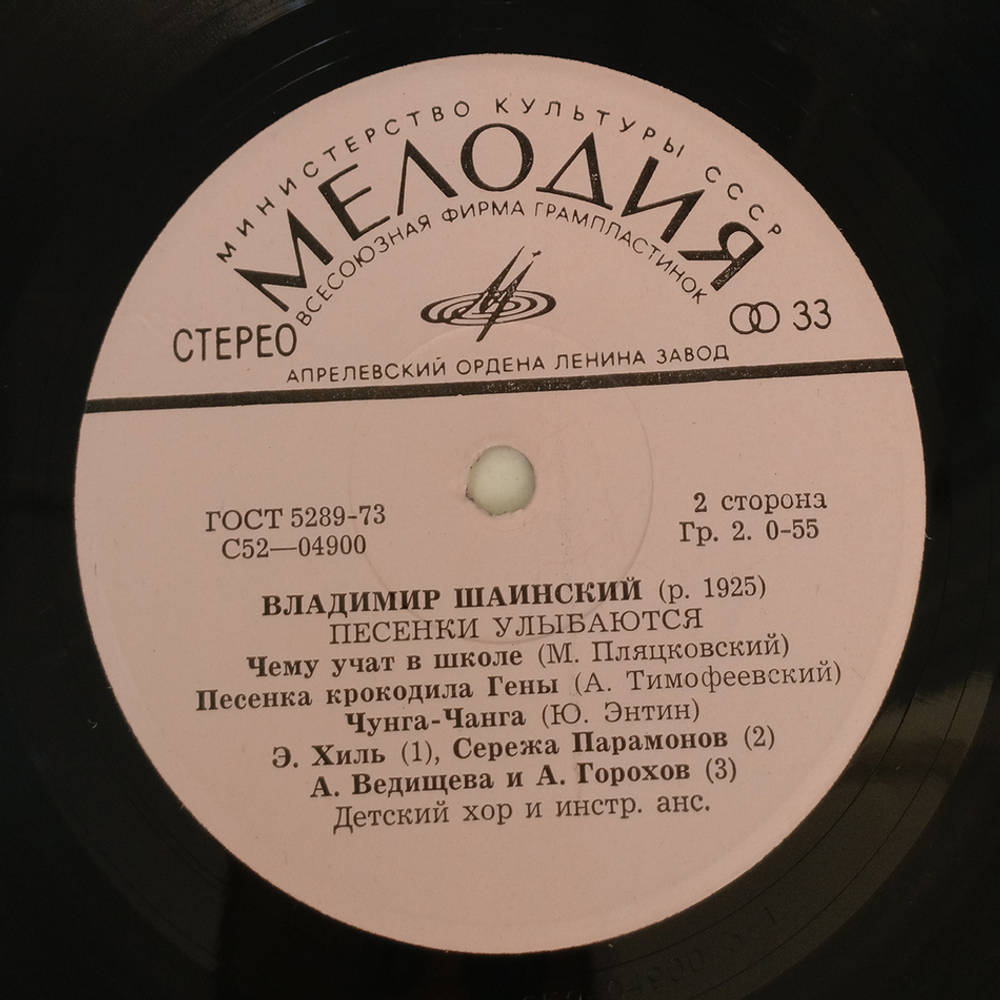 МИНИСТЕРСТВО КУЛЬТУРЫ СССР
МЕЛОДИЯ
ВСЕСОЮЗНАЯ ФИРМА ГРАМПЛАСТИНОК
СТЕРЕО
33
АПРЕЛЕВСКИЙ ОРДЕНА ЛЕНИНА ЗАВОД
ГОСТ 5289-73
2 сторона
С52—04900
Гр. 2. 0-55
ВЛАДИМИР ШАИНСКИЙ (р. 1925)
ПЕСЕНКИ УЛЫБАЮТСЯ
Чему учат в школе (М. Пляцковский)
Песенка крокодила Гены (А. Тимофеевский)
Чунга-Чанга (Ю. Энтин)
Э. Хиль (1), Сережа Парамонов (2)
А. Ведищева и А. Горохов (3)
Детский хор и инстр. анс.